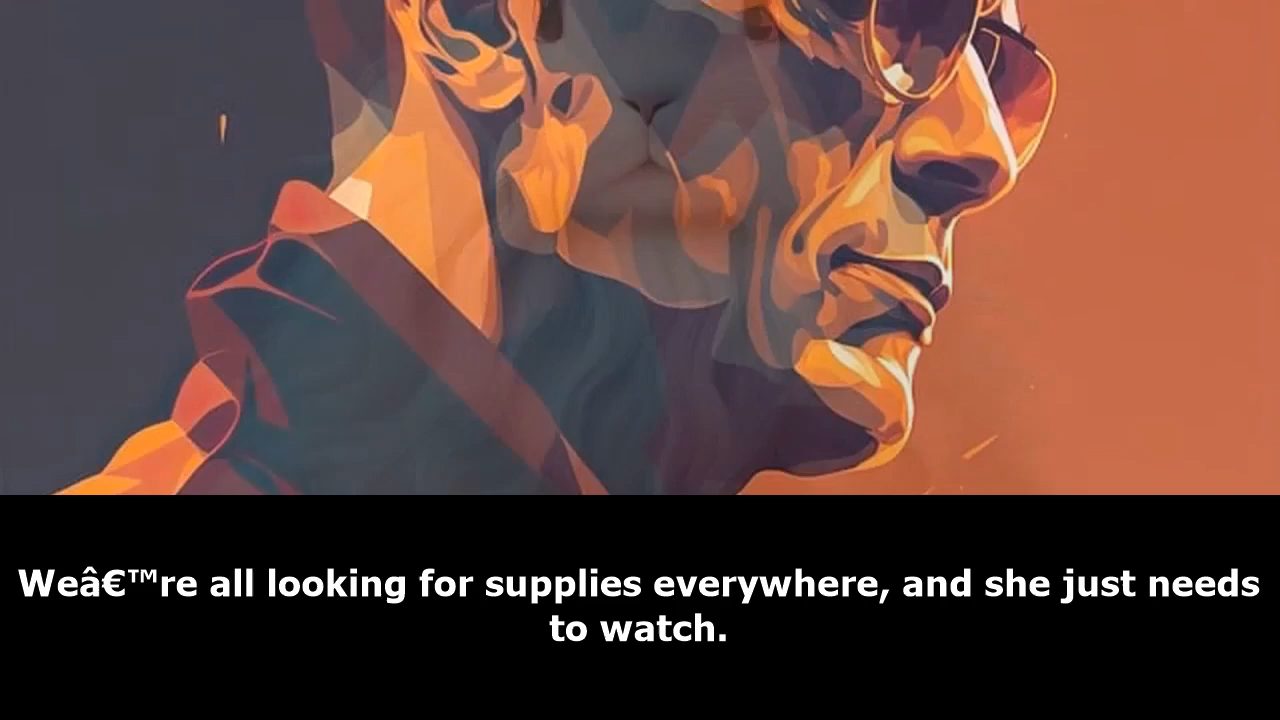 Weâ€™re all looking for supplies everywhere, and she just needs
to watch.